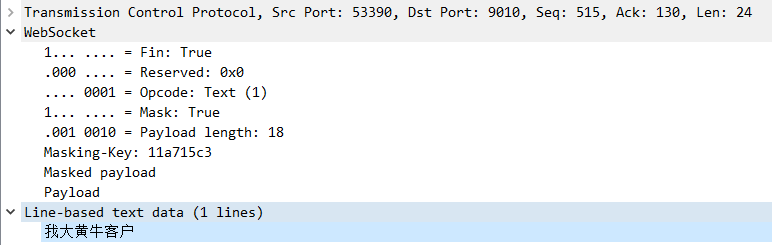 Transmission Control Protocol, Src Port: 53390, Dst Port: 9010, Seq: 515, Ack: 130, Len: 24
WebSocket
1... .... = Fin: True
.000 .... = Reserved: 0x0
.... 0001 = Opcode: Text (1)
1... .... = Mask: True
.001 0010 = Payload length: 18
Masking-Key: 11a715c3
Masked payload
Payload
Line-based text data (1 lines)
我大黄牛客户